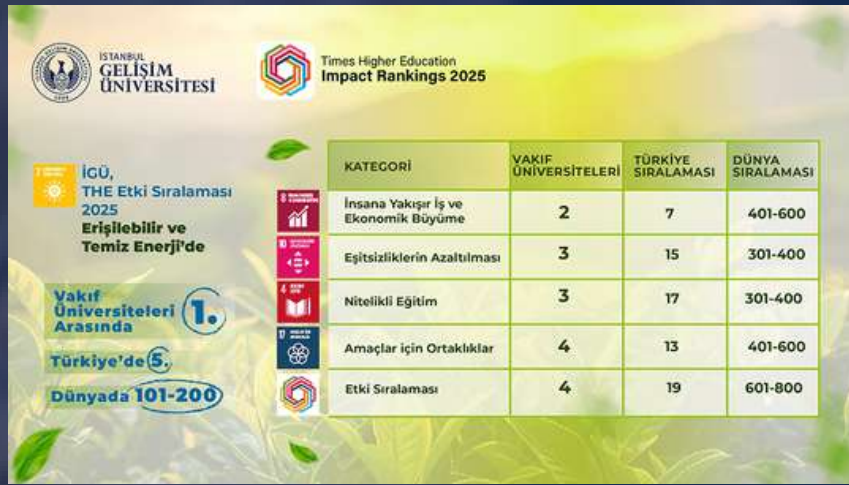 İSTANBUL
GELİŞİM
ÜNİVERSİTESİ
Times Higher Education
Impact Rankings 2025
İGÜ,
THE Etki Sıralaması
2025
Erişilebilir ve
Temiz Enerji'de
Vakıf
Üniversiteleri
Arasında
1.
Türkiye'de 5.
Dünyada 101-200
KATEGORİ
VAKIF
ÜNİVERSİTELERİ
TÜRKİYE
SIRALAMASI
DÜNYA
SIRALAMASI
8
İnsana Yakışır İş ve
Ekonomik Büyüme
2
7
401-600
10
Eşitsizliklerin Azaltılması
3
15
301-400
4
Nitelikli Eğitim
3
17
301-400
17
Amaçlar için Ortaklıklar
4
13
401-600
Etki Sıralaması
4
19
601-800